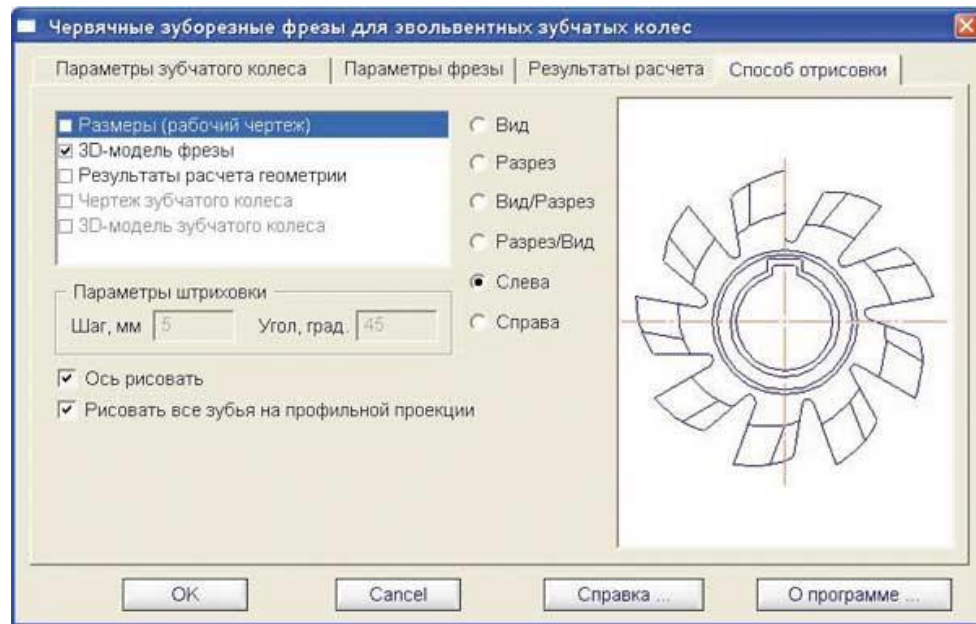 Червячные зуборезные фрезы для эвольвентных зубчатых колес
Параметры зубчатого колеса
Параметры фрезы
Результаты расчета
Способ отрисовки
Размеры (рабочий чертеж)
3D-модель фрезы
Результаты расчета геометрии
Чертеж зубчатого колеса
3D-модель зубчатого колеса
Вид
Разрез
Вид/Разрез
Разрез/Вид
Слева
Справа
Параметры штриховки
Шаг, мм 5 Угол, град. 45
Ось рисовать
Рисовать все зубья на профильной проекции
OK
Cancel
Справка ...
О программе ...